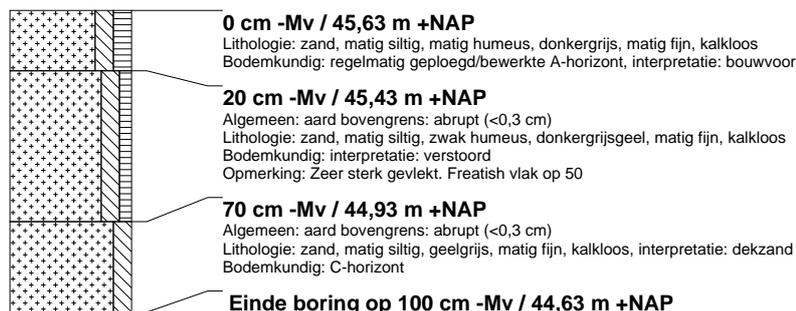 0 cm -Mv / 45,63 m +NAP
Lithologie: zand, matig siltig, matig humeus, donkergrijs, matig fijn, kalkloos
Bodemkundig: regelmatig geploegd/bewerkte A-horizont, interpretatie: bouwvoor
20 cm -Mv / 45,43 m +NAP
Algemeen: aard bovengrens: abrupt (<0,3 cm)
Lithologie: zand, matig siltig, zwak humeus, donkergrijsgeel, matig fijn, kalkloos
Bodemkundig: interpretatie: verstoord
Opmerking: Zeer sterk gevlekt. Freatish vlak op 50
70 cm -Mv / 44,93 m +NAP
Algemeen: aard bovengrens: abrupt (<0,3 cm)
Lithologie: zand, matig siltig, geelgrijs, matig fijn, kalkloos, interpretatie: dekzand
Bodemkundig: C-horizont
Einde boring op 100 cm -Mv / 44,63 m +NAP